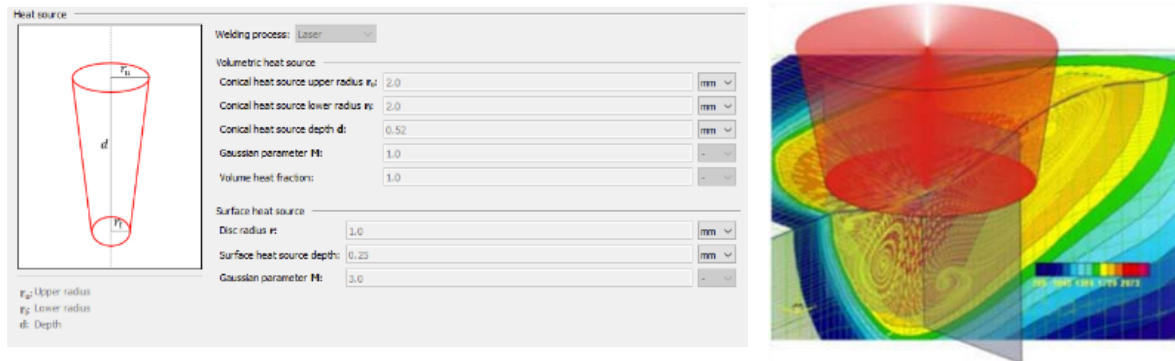 Heat source
r_u
d
r_l
r_u: Upper radius
r_l: Lower radius
d: Depth
Welding process: Laser
Volumetric heat source
Conical heat source upper radius r_u: 2.0 mm
Conical heat source lower radius r_l: 2.0 mm
Conical heat source depth d: 0.52 mm
Gaussian parameter M: 1.0 -
Volume heat fraction: 1.0 -
Surface heat source
Disc radius r: 1.0 mm
Surface heat source depth: 0.25 mm
Gaussian parameter M: 3.0 -
2073